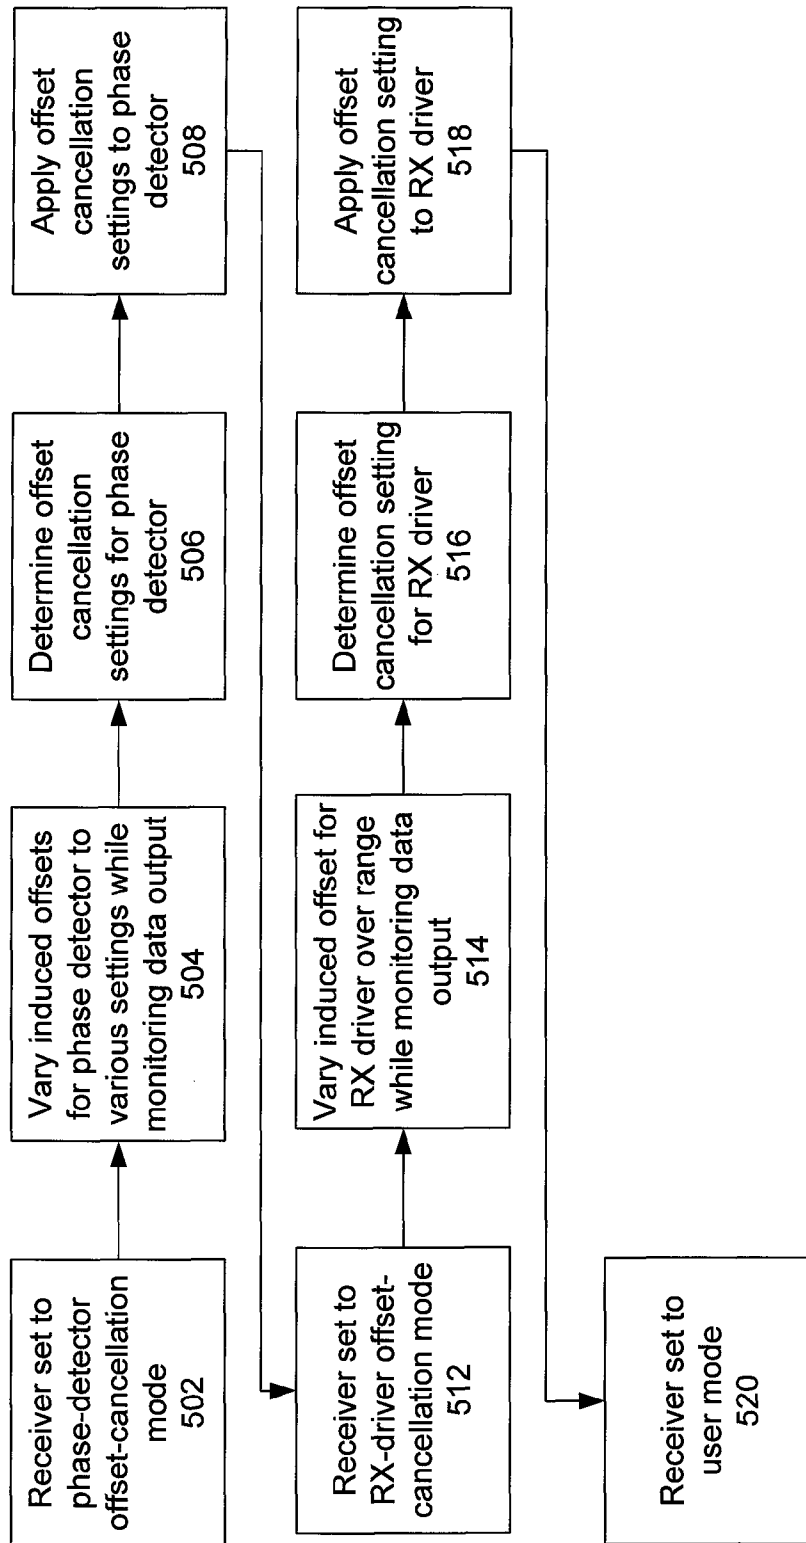 Receiver set to
phase-detector
offset-cancellation
mode
502
Vary induced offsets
for phase detector to
various settings while
monitoring data output
504
Determine offset
cancellation
settings for phase
detector
506
Apply offset
cancellation
settings to phase
detector
508
Receiver set to
RX-driver offset-
cancellation mode
512
Vary induced offset for
RX driver over range
while monitoring data
output
514
Determine offset
cancellation setting
for RX driver
516
Apply offset
cancellation setting
to RX driver
518
Receiver set to
user mode
520